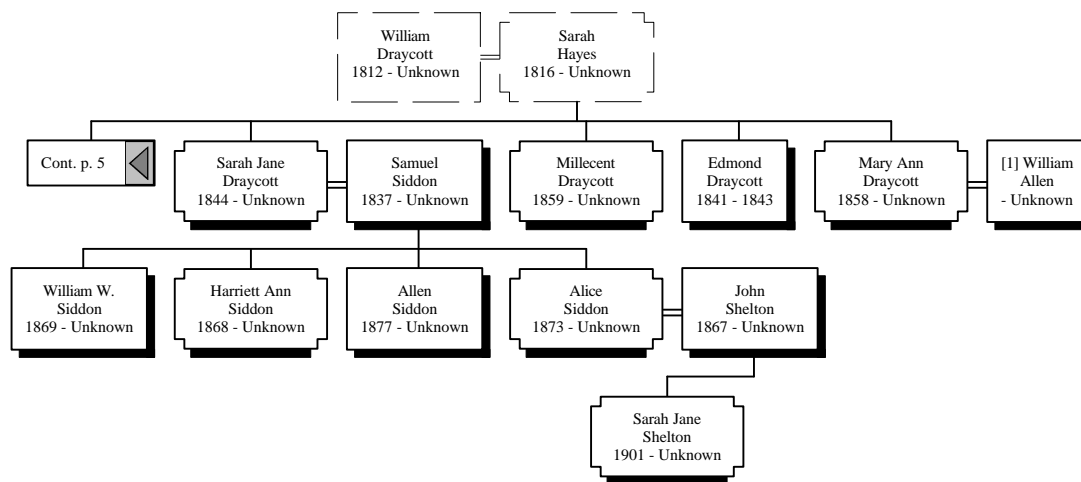 William
Draycott
1812 - Unknown
Sarah
Hayes
1816 - Unknown
Cont. p. 5
Sarah Jane
Draycott
1844 - Unknown
Samuel
Siddon
1837 - Unknown
Millecent
Draycott
1859 - Unknown
Edmond
Draycott
1841 - 1843
Mary Ann
Draycott
1858 - Unknown
[1] William
Allen
- Unknown
William W.
Siddon
1869 - Unknown
Harriett Ann
Siddon
1868 - Unknown
Allen
Siddon
1877 - Unknown
Alice
Siddon
1873 - Unknown
John
Shelton
1867 - Unknown
Sarah Jane
Shelton
1901 - Unknown